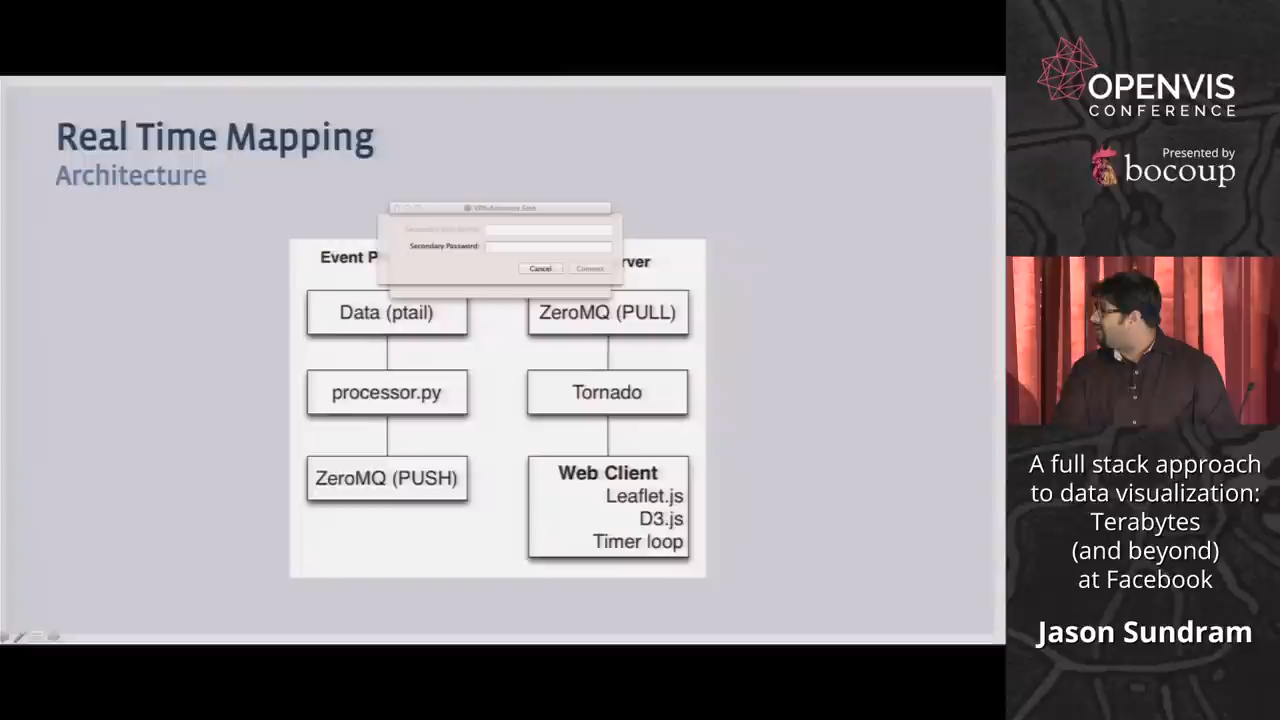 Real Time Mapping
Architecture
Secondary Password:
Cancel
Connect
Event P
rver
Data (ptail)
ZeroMQ (PULL)
processor.py
Tornado
ZeroMQ (PUSH)
Web Client
Leaflet.js
D3.js
Timer loop
OPENVIS
CONFERENCE
Presented by
bocoup
A full stack approach
to data visualization:
Terabytes
(and beyond)
at Facebook
Jason Sundram